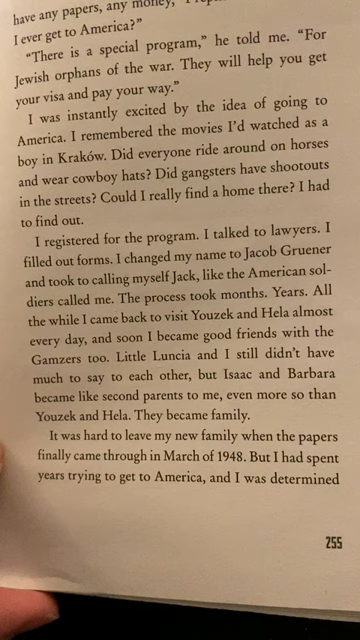 have any papers, any money,
I ever get to America?”
“There is a special program,” he told me. “For
Jewish orphans of the war. They will help you get
your visa and pay your way.”
I was instantly excited by the idea of going to
America. I remembered the movies I’d watched as a
boy in Kraków. Did everyone ride around on horses
and wear cowboy hats? Did gangsters have shootouts
in the streets? Could I really find a home there? I had
to find out.
I registered for the program. I talked to lawyers. I
filled out forms. I changed my name to Jacob Gruener
and took to calling myself Jack, like the American sol-
diers called me. The process took months. Years. All
the while I came back to visit Youzek and Hela almost
every day, and soon I became good friends with the
Gamzers too. Little Luncia and I still didn’t have
much to say to each other, but Isaac and Barbara
became like second parents to me, even more so than
Youzek and Hela. They became family.
It was hard to leave my new family when the papers
finally came through in March of 1948. But I had spent
years trying to get to America, and I was determined
255